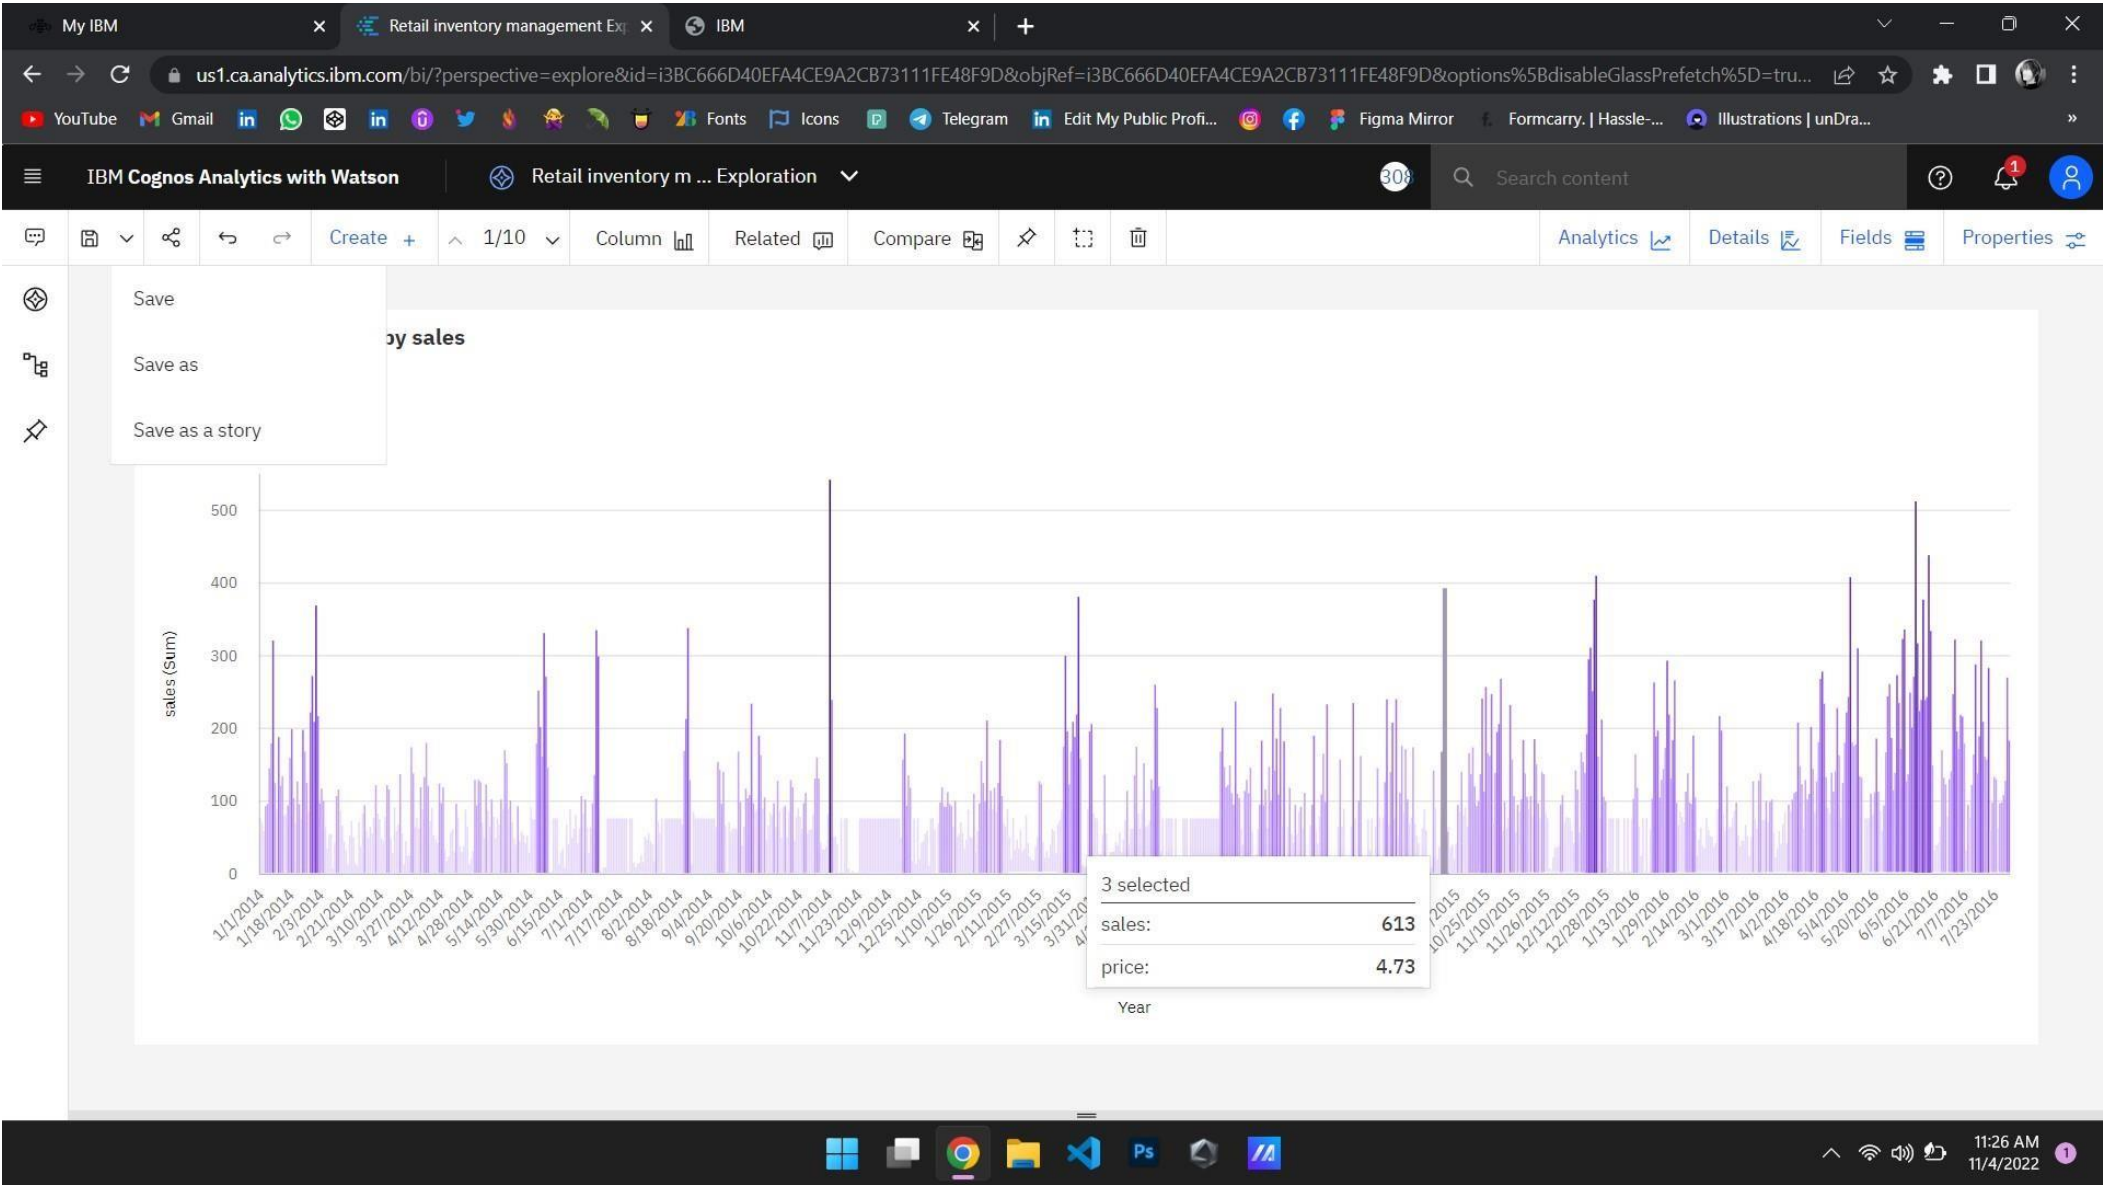 My IBM
Retail inventory management Exp
IBM
us1.ca.analytics.ibm.com/bi/?perspective=explore&id=i3BC666D40EFA4CE9A2CB73111FE48F9D&objRef=i3BC666D40EFA4CE9A2CB73111FE48F9D&options%5BdisableGlassPrefetch%5D=tru...
YouTube Gmail Fonts Icons Telegram Edit My Public Profi... Figma Mirror Formcarry. | Hassle-... Illustrations | unDra... »
IBM Cognos Analytics with Watson
Retail inventory m ... Exploration
308
Search content
1
Create + 1/10 Column Related Compare Analytics Details Fields Properties
Save
Save as
Save as a story
by sales
sales (Sum)
500
400
300
200
100
0
1/1/2014 1/18/2014 2/3/2014 2/21/2014 3/10/2014 3/27/2014 4/12/2014 4/28/2014 5/14/2014 5/30/2014 6/15/2014 7/1/2014 7/17/2014 8/2/2014 8/18/2014 9/4/2014 9/20/2014 10/6/2014 10/22/2014 11/7/2014 11/23/2014 12/9/2014 12/25/2014 1/10/2015 1/26/2015 2/11/2015 2/27/2015 3/15/2015 10/25/2015 11/10/2015 11/26/2015 12/12/2015 12/28/2015 1/13/2016 1/29/2016 2/14/2016 3/1/2016 3/17/2016 4/2/2016 4/18/2016 5/4/2016 5/20/2016 6/5/2016 6/21/2016 7/7/2016 7/23/2016
3 selected
sales: 613
price: 4.73
Year
Ps
11:26 AM
11/4/2022
1